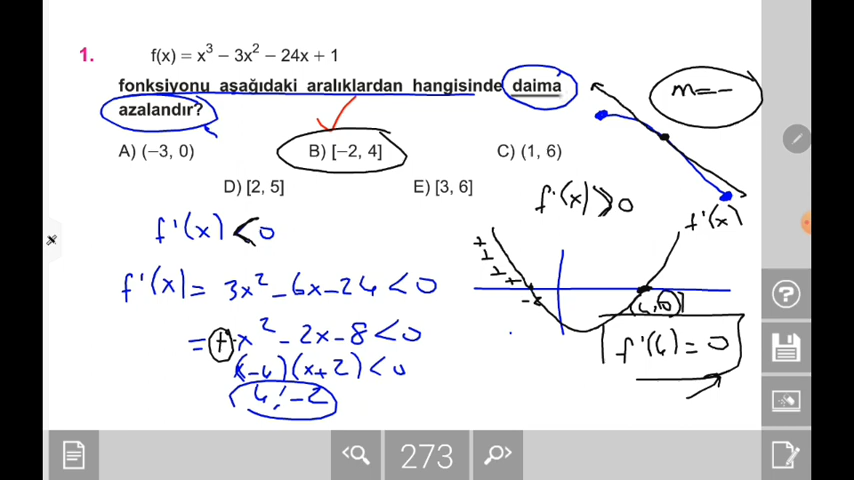 1. f(x) = x³ – 3x² – 24x + 1
fonksiyonu aşağıdaki aralıklardan hangisinde daima
azalandır?
A) (–3, 0) B) [–2, 4] C) (1, 6)
D) [2, 5] E) [3, 6]
m = –
f'(x) < 0
f'(x) ⩾ 0
f'(x)
f'(x) = 3x² – 6x – 24 < 0
+ + + +
–2
(4,0)
= + x² – 2x – 8 < 0
(x–4)(x+2) < 0
4 –2
f'(4) = 0
273